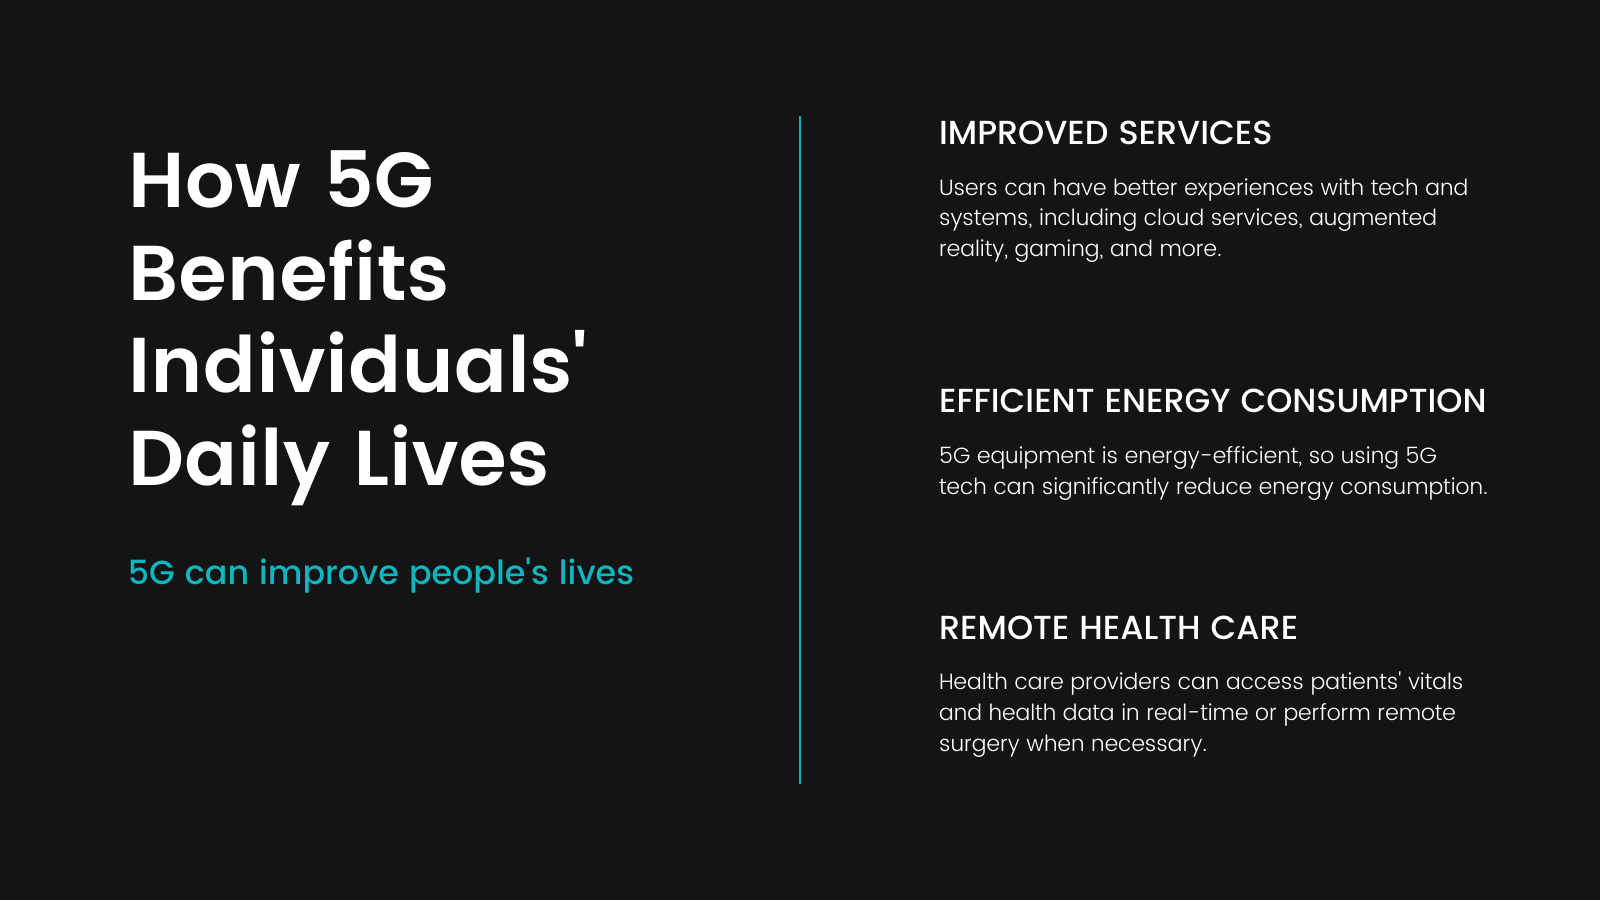 How 5G
Benefits
Individuals'
Daily Lives
5G can improve people's lives
IMPROVED SERVICES
Users can have better experiences with tech and
systems, including cloud services, augmented
reality, gaming, and more.
EFFICIENT ENERGY CONSUMPTION
5G equipment is energy-efficient, so using 5G
tech can significantly reduce energy consumption.
REMOTE HEALTH CARE
Health care providers can access patients' vitals
and health data in real-time or perform remote
surgery when necessary.